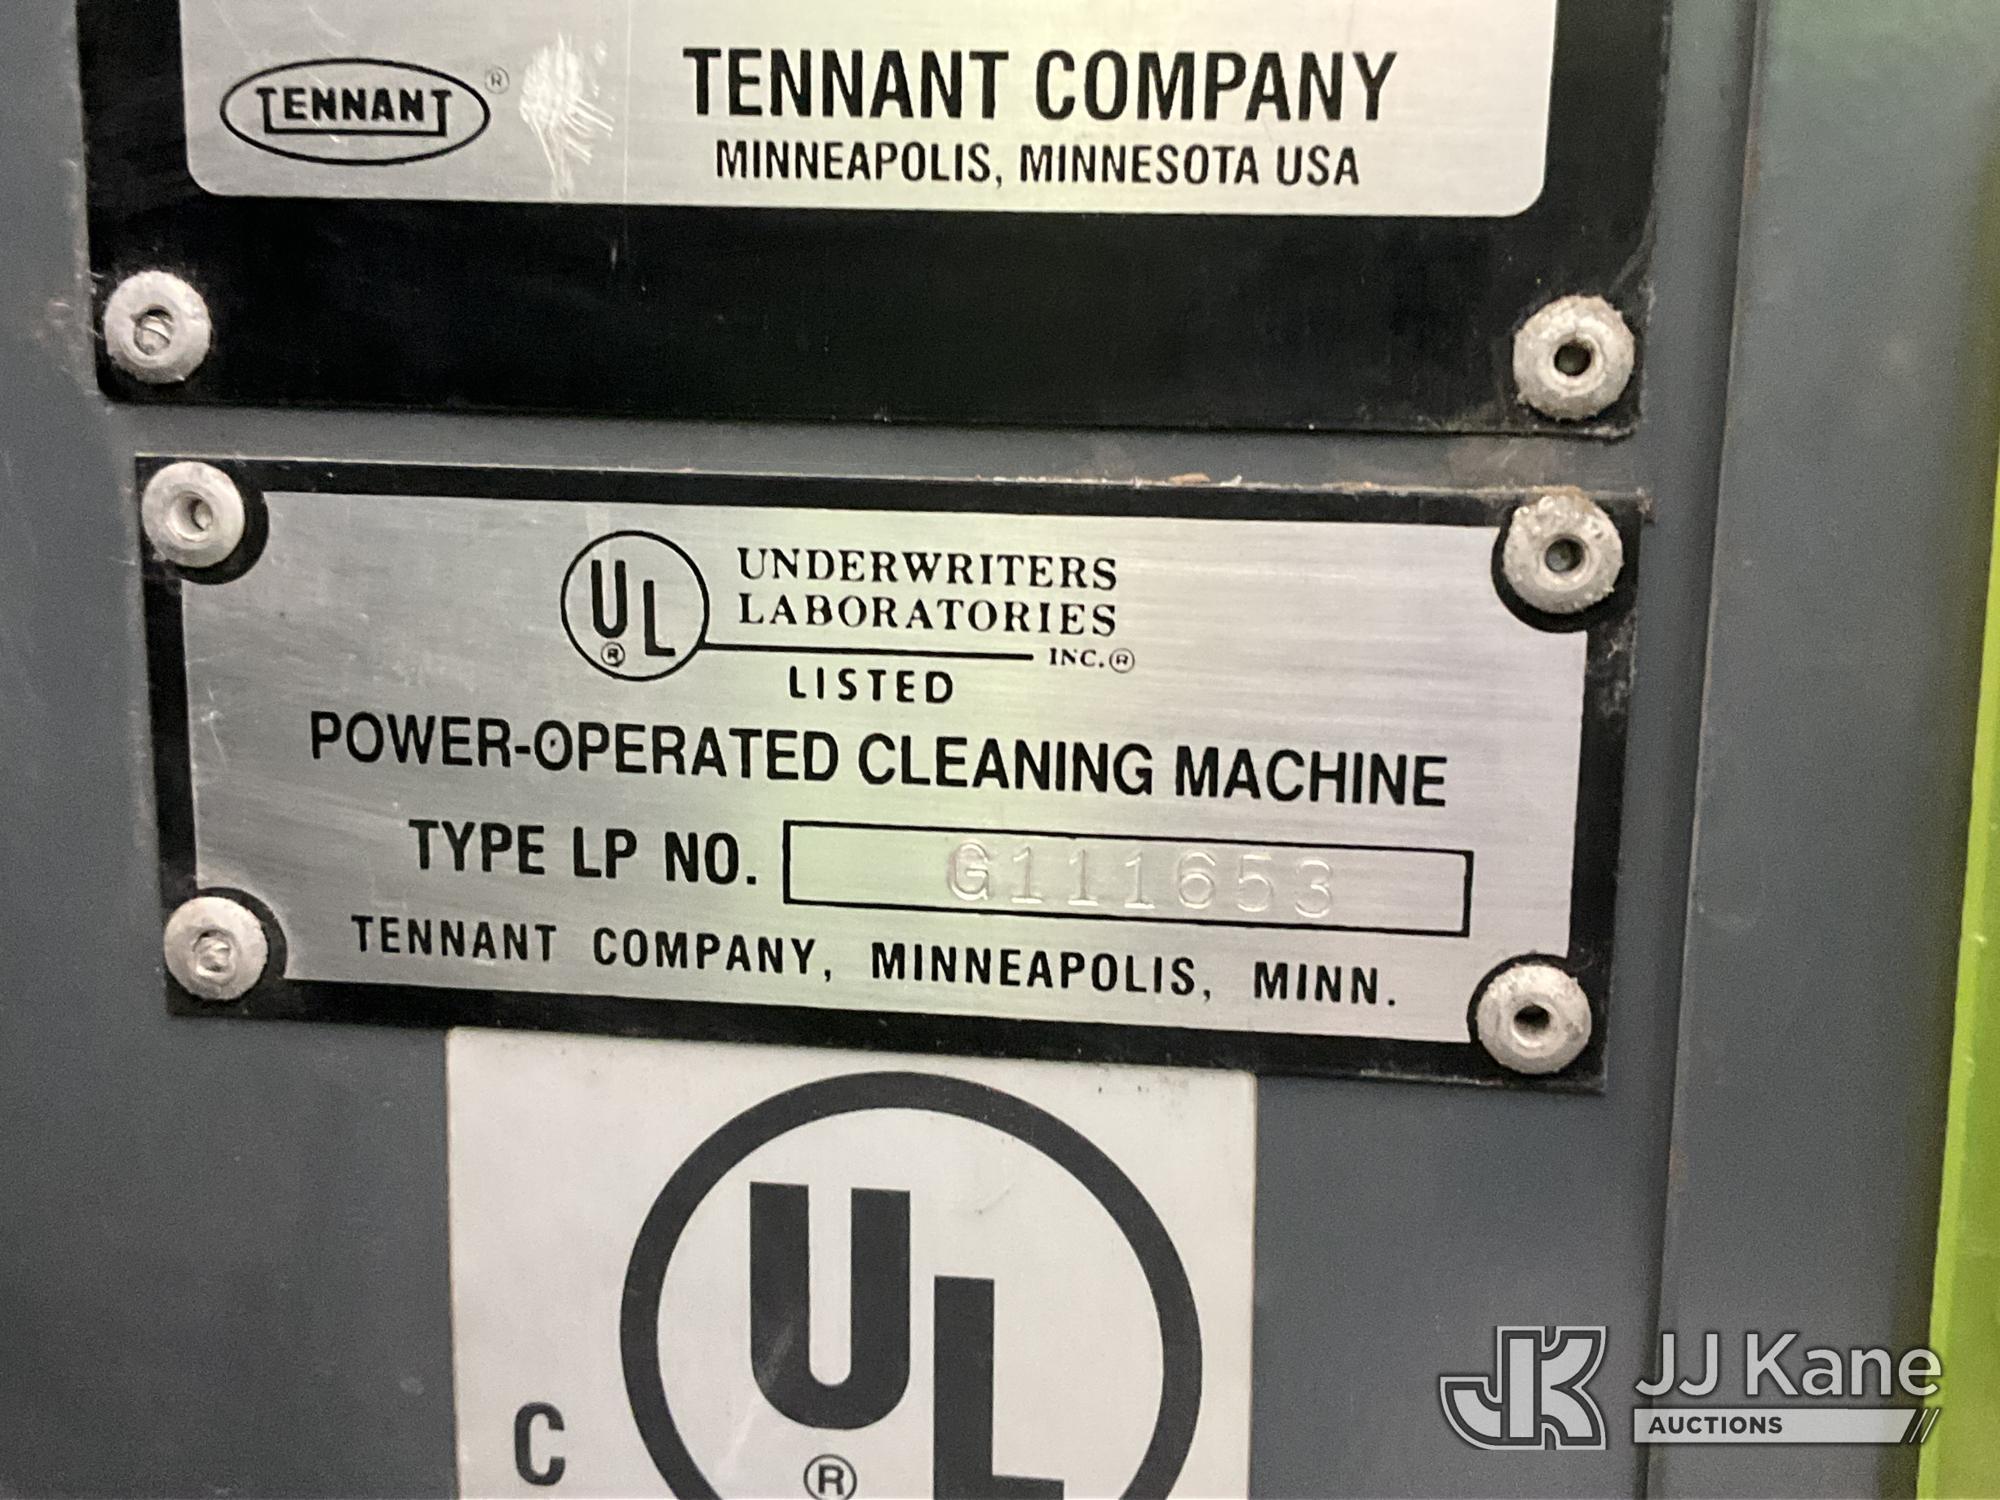 TENNANT ®
TENNANT COMPANY
MINNEAPOLIS, MINNESOTA USA
UL ®
UNDERWRITERS
LABORATORIES
INC.®
LISTED
POWER-OPERATED CLEANING MACHINE
TYPE LP NO. G111653
TENNANT COMPANY, MINNEAPOLIS, MINN.
C UL ®
JK JJ Kane
AUCTIONS